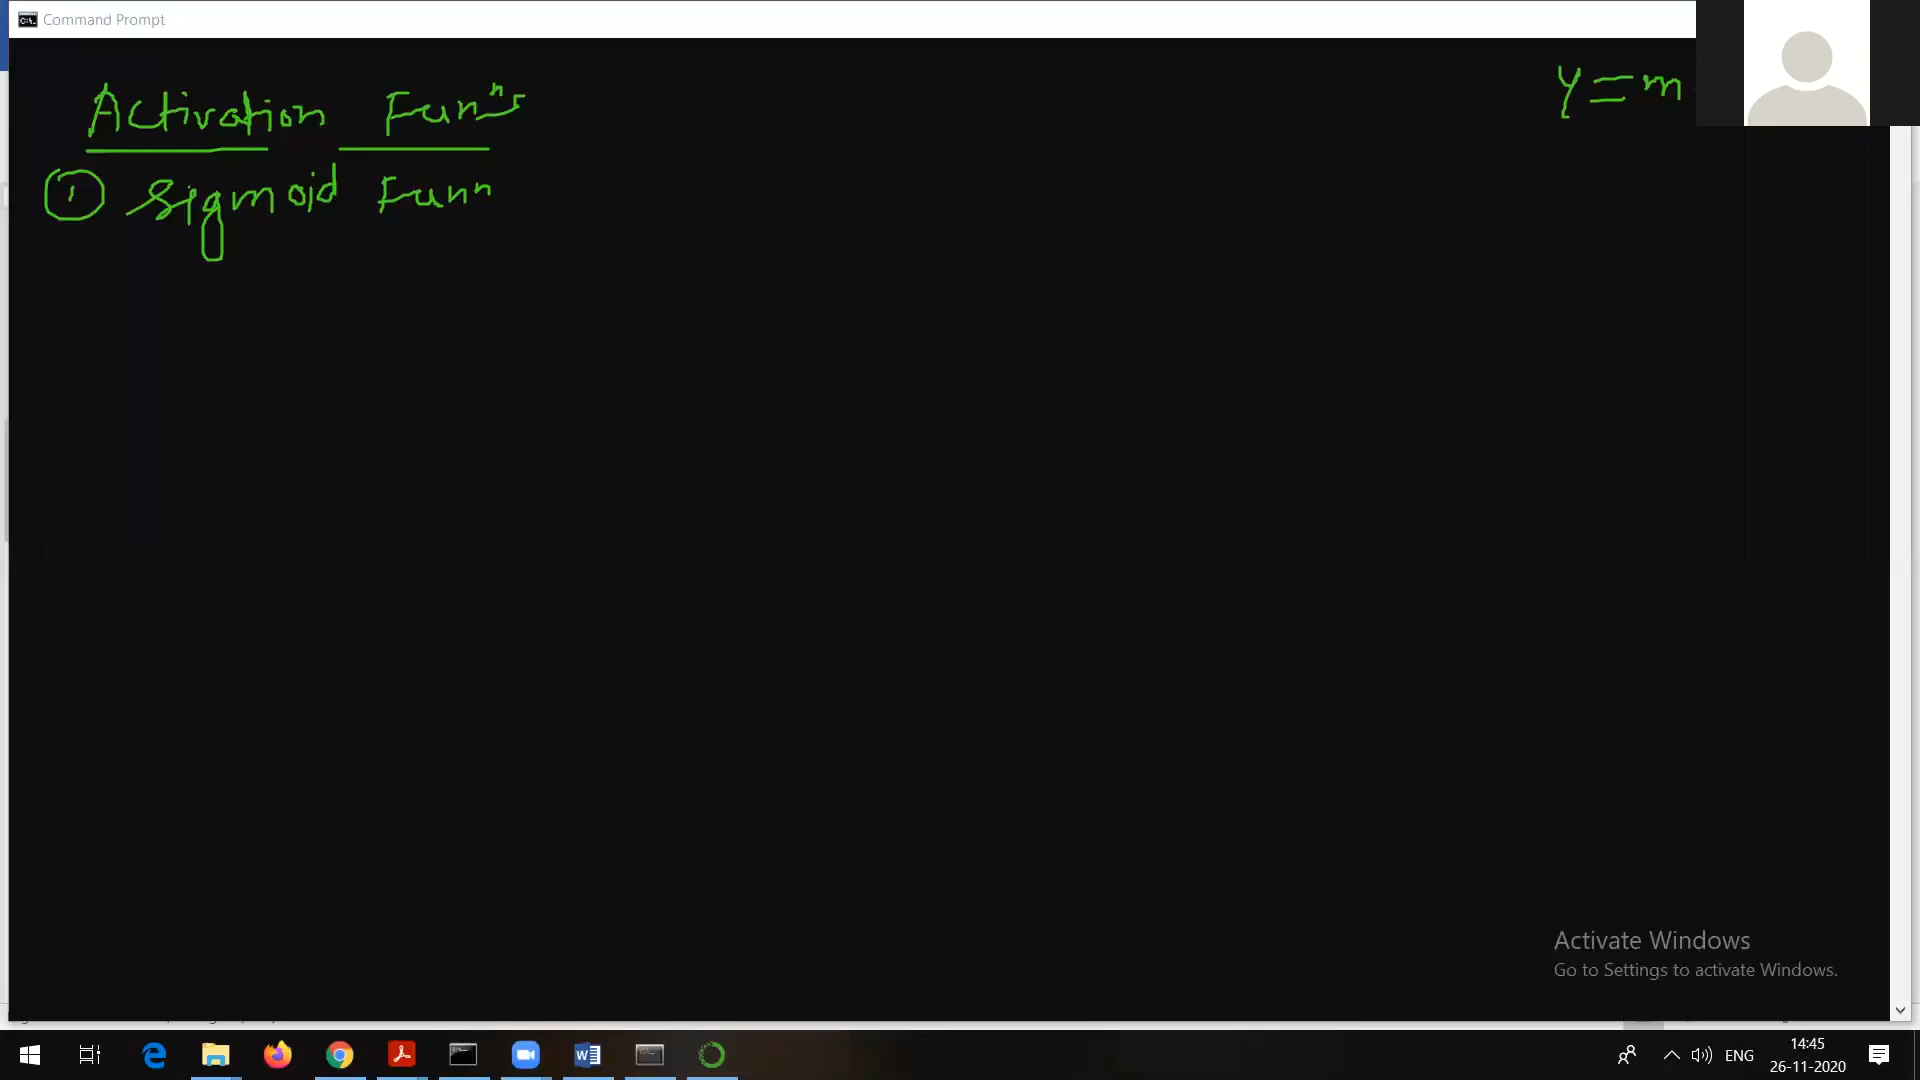 Command Prompt
Activation Funⁿs
y = m
① Sigmoid Funⁿ
Activate Windows
Go to Settings to activate Windows.
ENG
14:45
26-11-2020